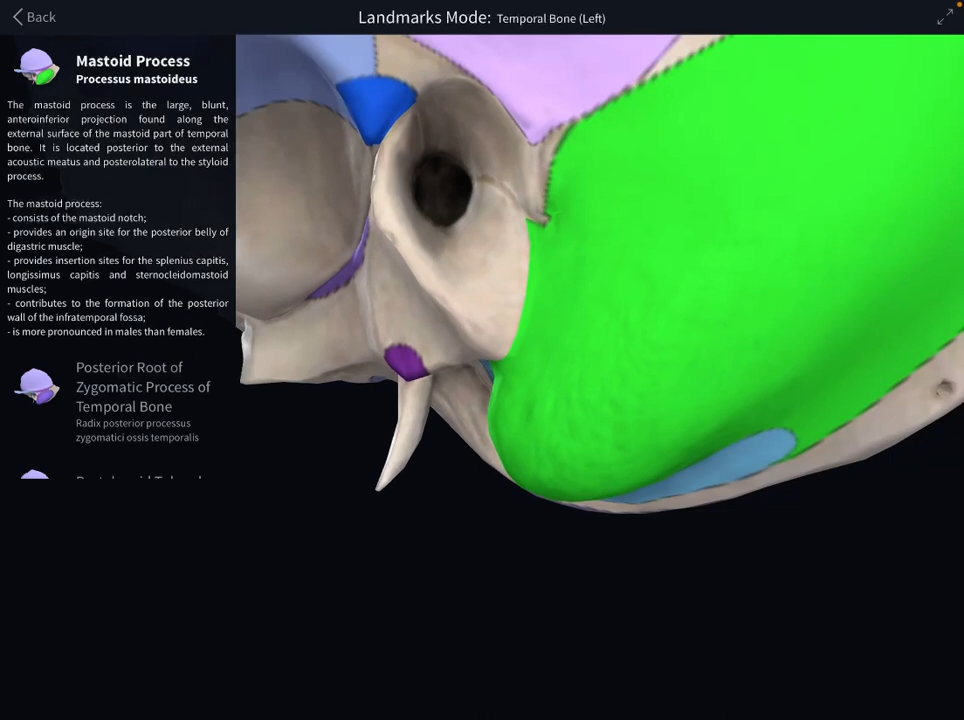 Back
Landmarks Mode: Temporal Bone (Left)
Mastoid Process
Processus mastoideus
The mastoid process is the large, blunt,
anteroinferior projection found along the
external surface of the mastoid part of temporal
bone. It is located posterior to the external
acoustic meatus and posterolateral to the styloid
process.
The mastoid process:
- consists of the mastoid notch;
- provides an origin site for the posterior belly of
digastric muscle;
- provides insertion sites for the splenius capitis,
longissimus capitis and sternocleidomastoid
muscles;
- contributes to the formation of the posterior
wall of the infratemporal fossa;
- is more pronounced in males than females.
Posterior Root of
Zygomatic Process of
Temporal Bone
Radix posterior processus
zygomatici ossis temporalis